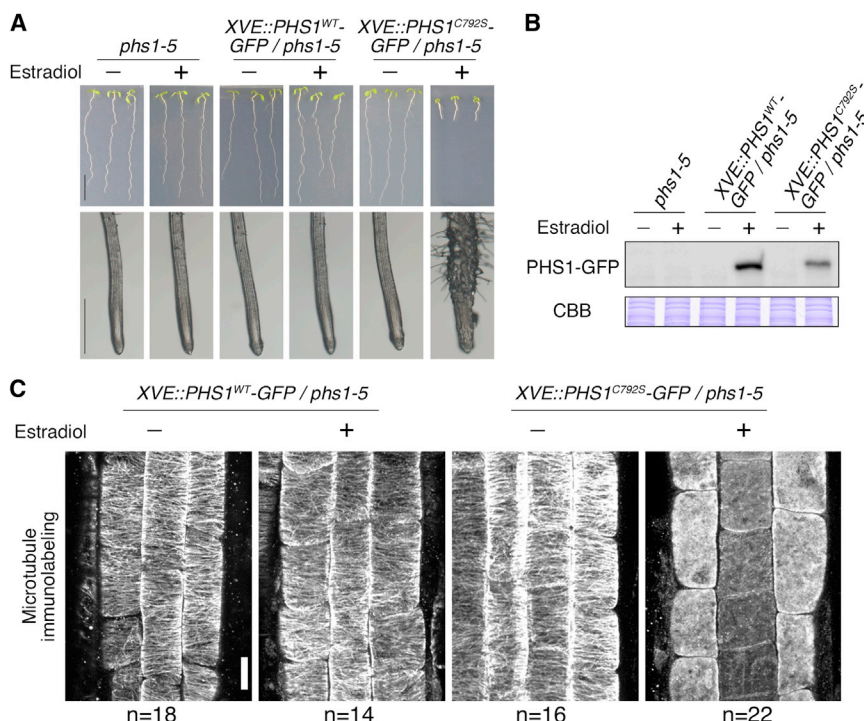 A
phs1-5
XVE::PHS1WT-
GFP / phs1-5
XVE::PHS1C792S-
GFP / phs1-5
Estradiol − + − + − +
B
phs1-5
XVE::PHS1WT-
GFP / phs1-5
XVE::PHS1C792S-
GFP / phs1-5
Estradiol − + − + − +
PHS1-GFP
CBB
C
XVE::PHS1WT-GFP / phs1-5
XVE::PHS1C792S-GFP / phs1-5
Estradiol − + − +
Microtubule
immunolabeling
n=18 n=14 n=16 n=22